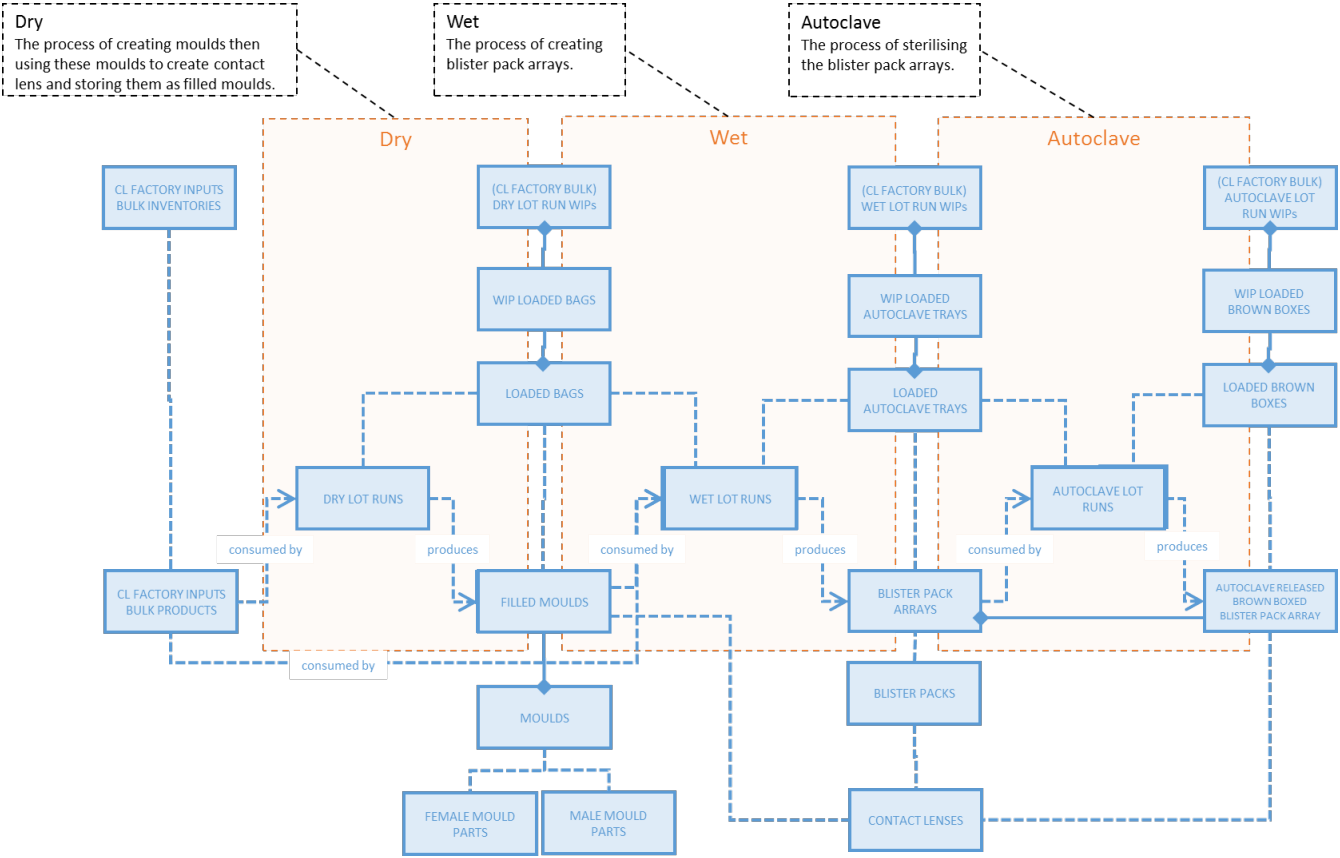 Dry
The process of creating moulds then
using these moulds to create contact
lens and storing them as filled moulds.
Wet
The process of creating
blister pack arrays.
Autoclave
The process of sterilising
the blister pack arrays.
Dry
Wet
Autoclave
CL FACTORY INPUTS
BULK INVENTORIES
(CL FACTORY BULK)
DRY LOT RUN WIPs
(CL FACTORY BULK)
WET LOT RUN WIPs
(CL FACTORY BULK)
AUTOCLAVE LOT
RUN WIPs
WIP LOADED BAGS
WIP LOADED
AUTOCLAVE TRAYS
WIP LOADED
BROWN BOXES
LOADED BAGS
LOADED
AUTOCLAVE TRAYS
LOADED BROWN
BOXES
DRY LOT RUNS
WET LOT RUNS
AUTOCLAVE LOT
RUNS
consumed by
produces
consumed by
produces
consumed by
produces
CL FACTORY INPUTS
BULK PRODUCTS
FILLED MOULDS
BLISTER PACK
ARRAYS
AUTOCLAVE RELEASED
BROWN BOXED
BLISTER PACK ARRAY
consumed by
MOULDS
BLISTER PACKS
FEMALE MOULD
PARTS
MALE MOULD
PARTS
CONTACT LENSES